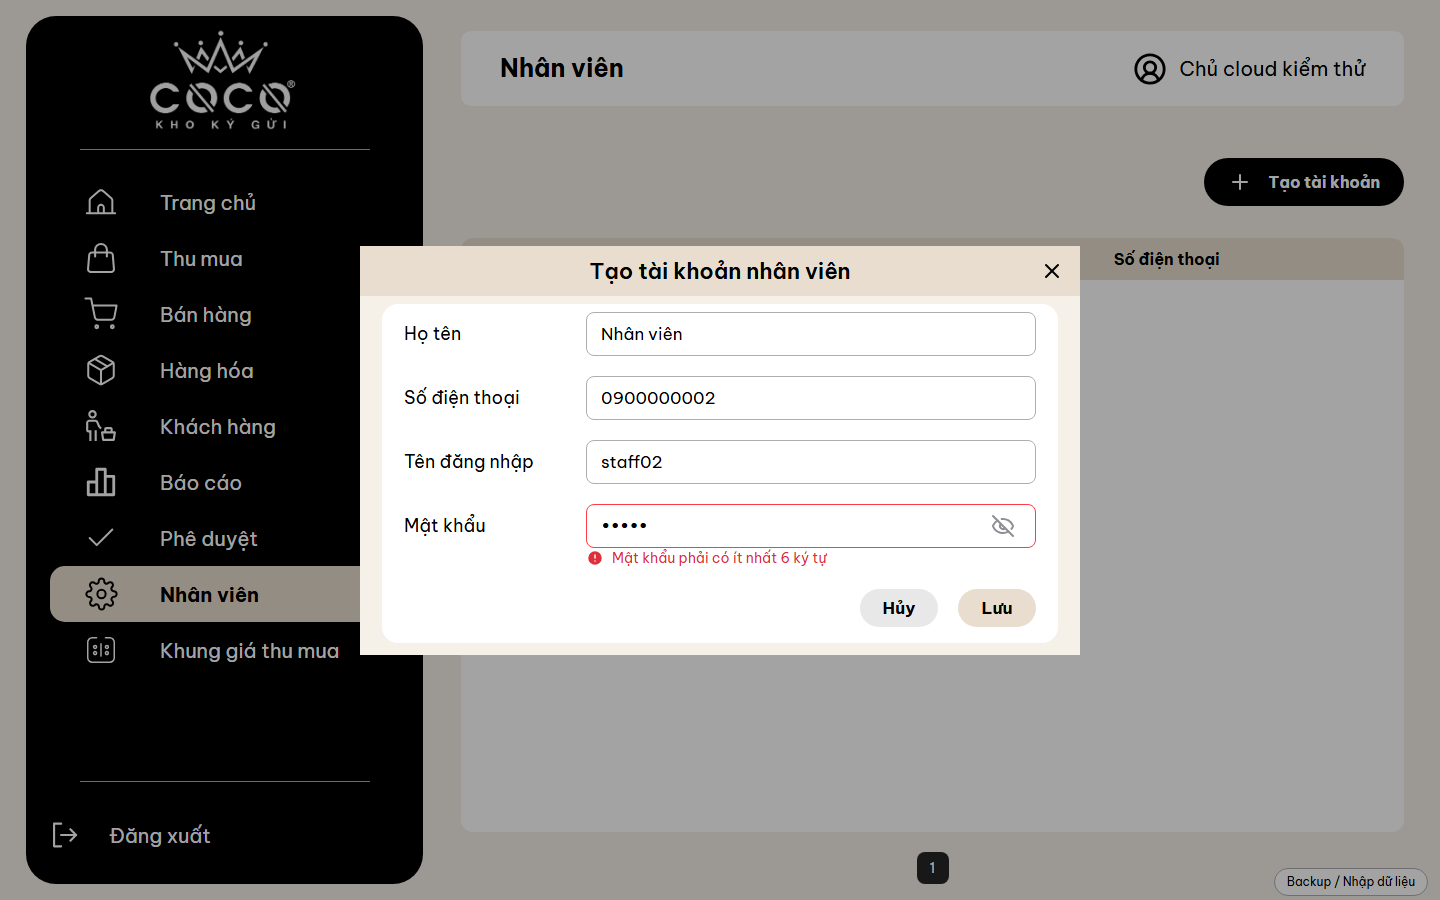 COCO®
KHO KÝ GỬI
Trang chủ
Thu mua
Bán hàng
Hàng hóa
Khách hàng
Báo cáo
Phê duyệt
Nhân viên
Khung giá thu mua
Đăng xuất
Nhân viên
Chủ cloud kiểm thử
Tạo tài khoản
Số điện thoại
Tạo tài khoản nhân viên
Họ tên
Nhân viên
Số điện thoại
0900000002
Tên đăng nhập
staff02
Mật khẩu
•••••
Mật khẩu phải có ít nhất 6 ký tự
Hủy
Lưu
1
Backup / Nhập dữ liệu